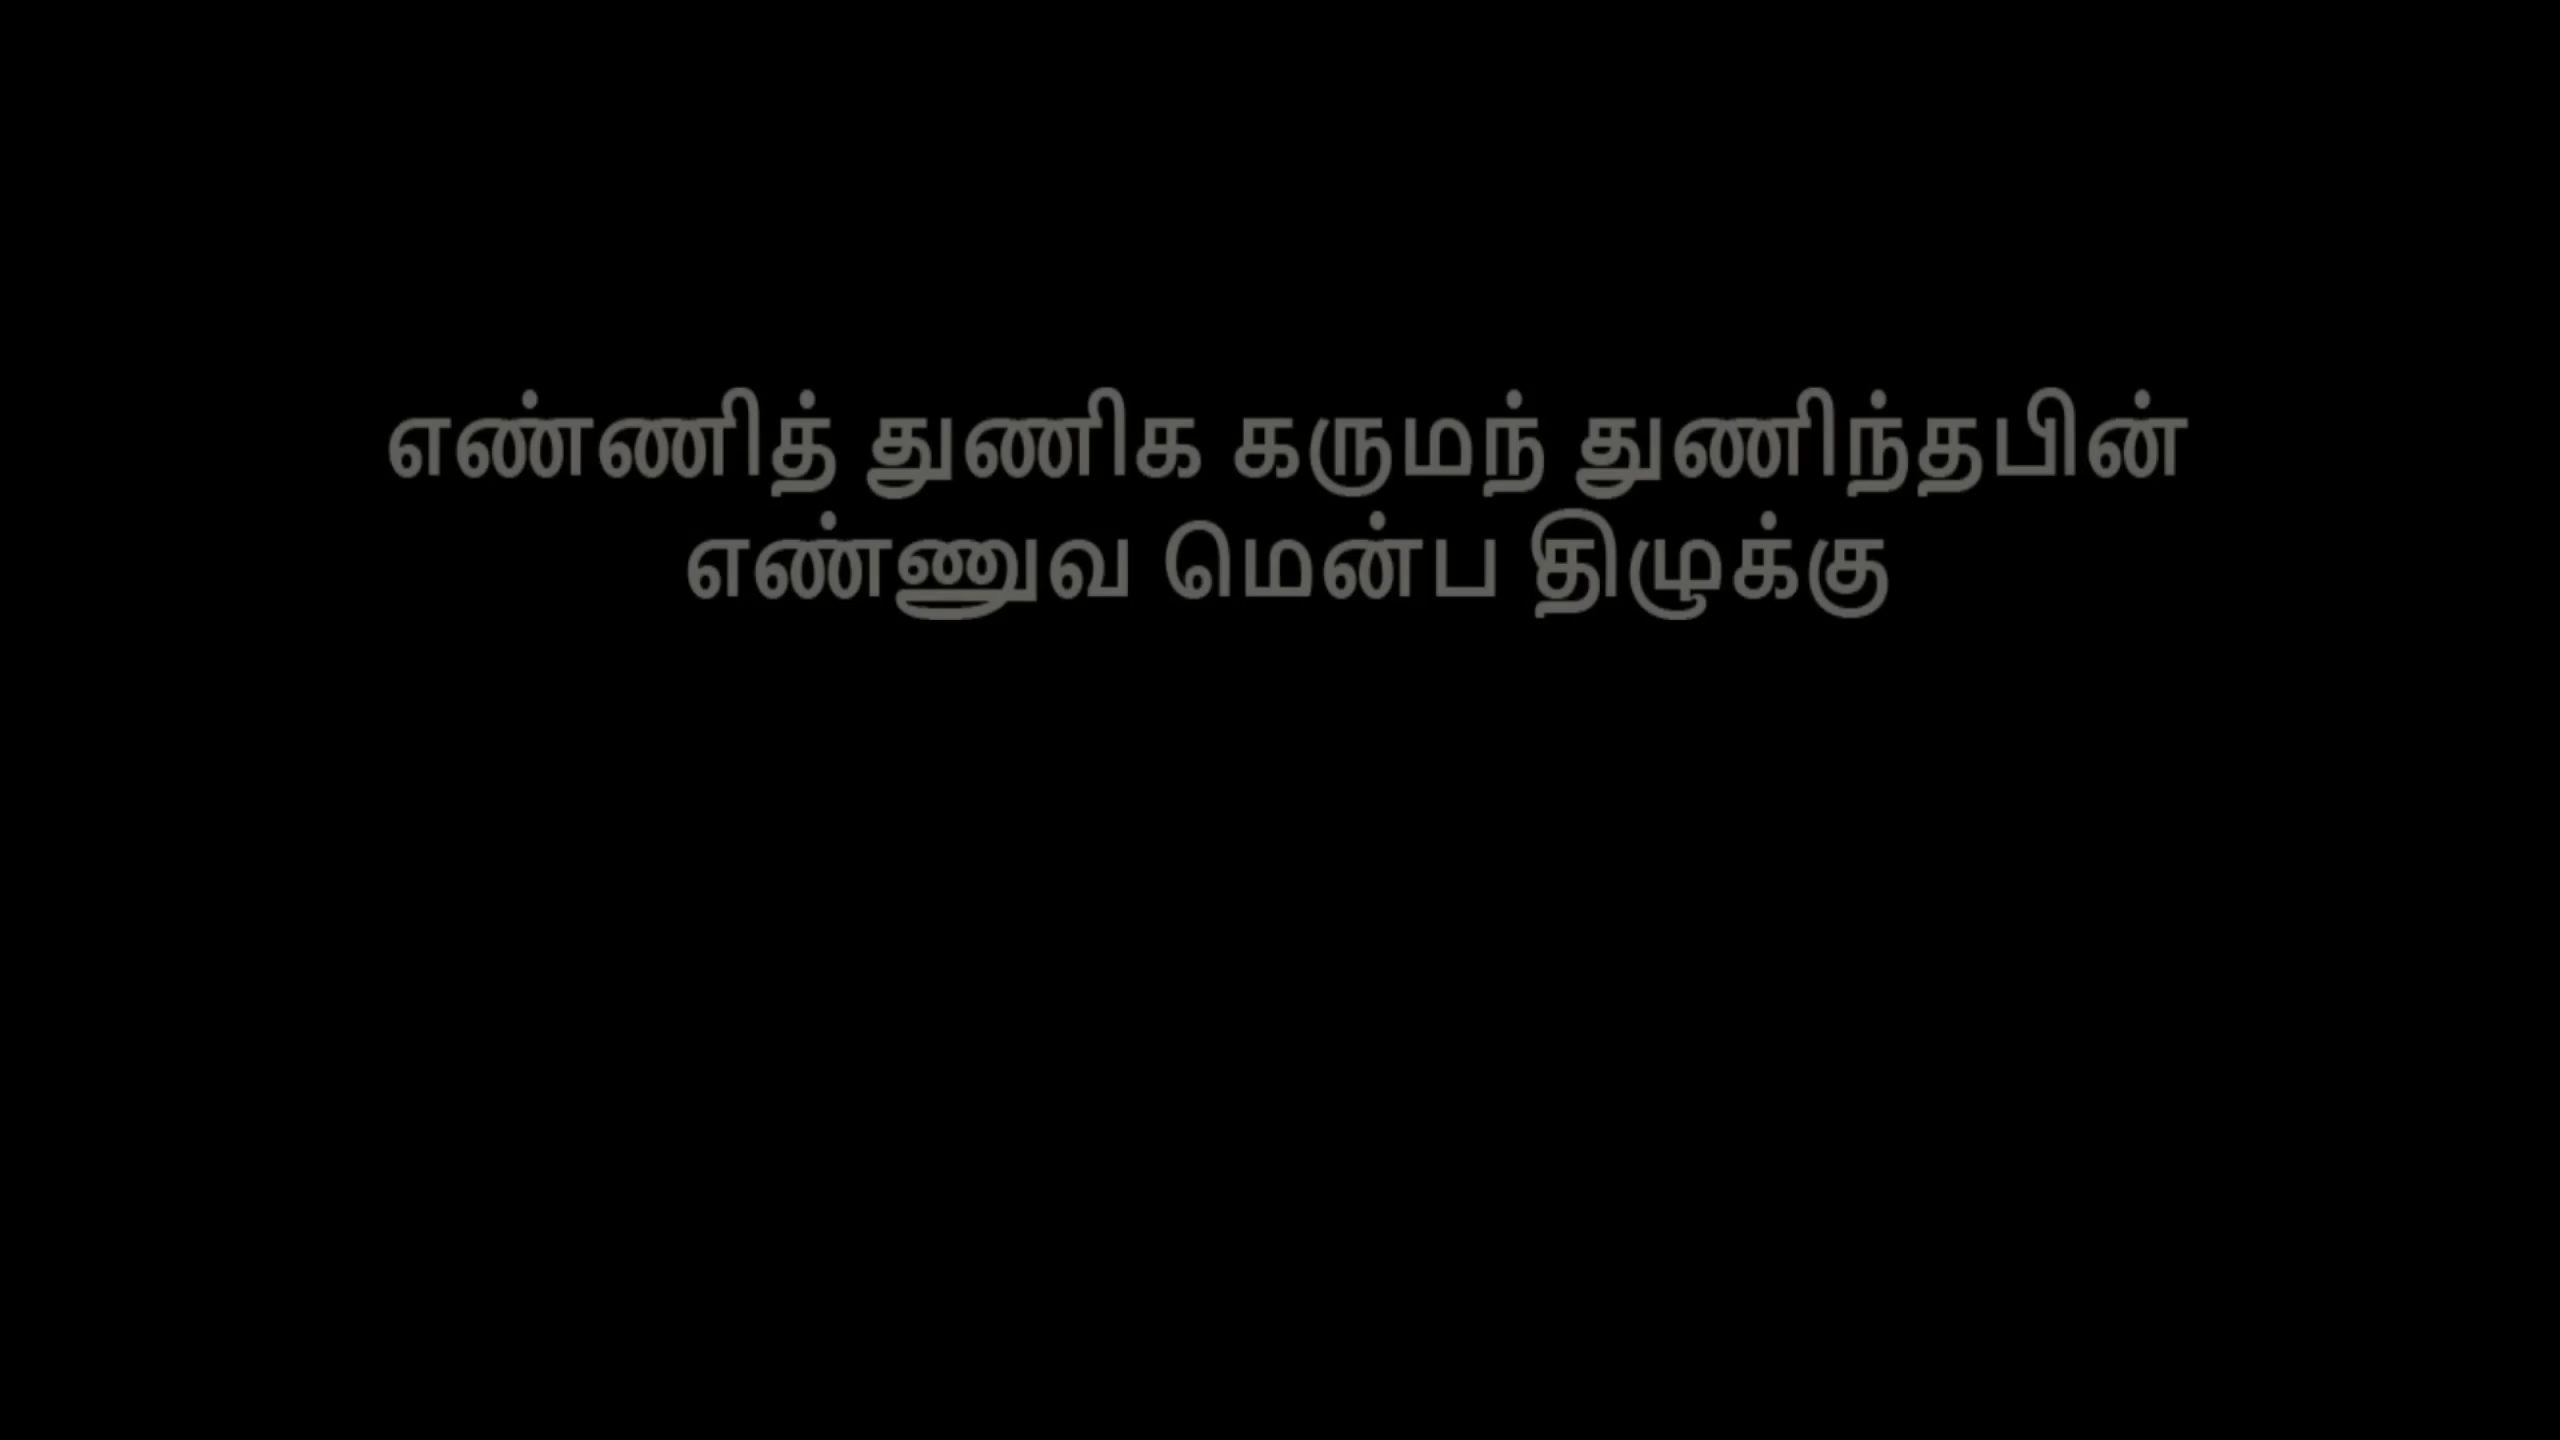 எண்ணித் துணிக கருமந் துணிந்தபின்
எண்ணுவ மென்ப திழுக்கு